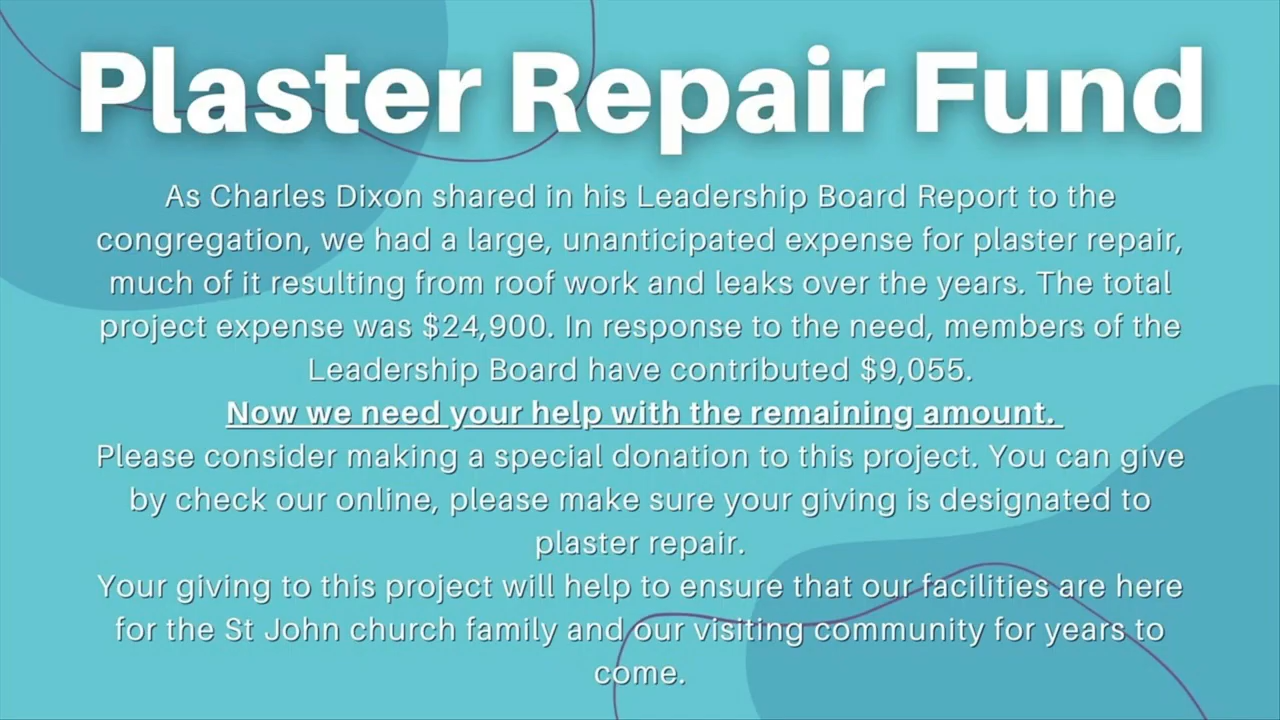 Plaster Repair Fund
As Charles Dixon shared in his Leadership Board Report to the
congregation, we had a large, unanticipated expense for plaster repair,
much of it resulting from roof work and leaks over the years. The total
project expense was $24,900. In response to the need, members of the
Leadership Board have contributed $9,055.
Now we need your help with the remaining amount.
Please consider making a special donation to this project. You can give
by check our online, please make sure your giving is designated to
plaster repair.
Your giving to this project will help to ensure that our facilities are here
for the St John church family and our visiting community for years to
come.